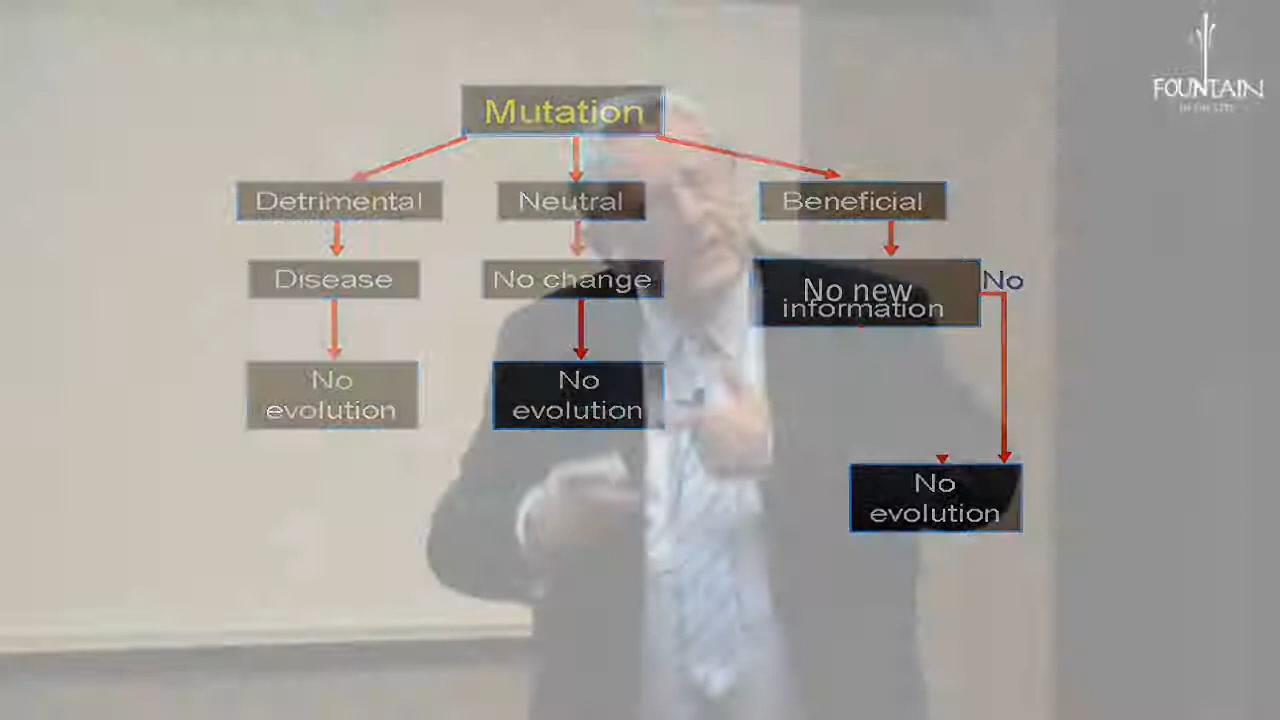 FOUNTAIN
Mutation
Detrimental
Neutral
Beneficial
Disease
No change
No new
information
No
No
evolution
No
evolution
No
evolution